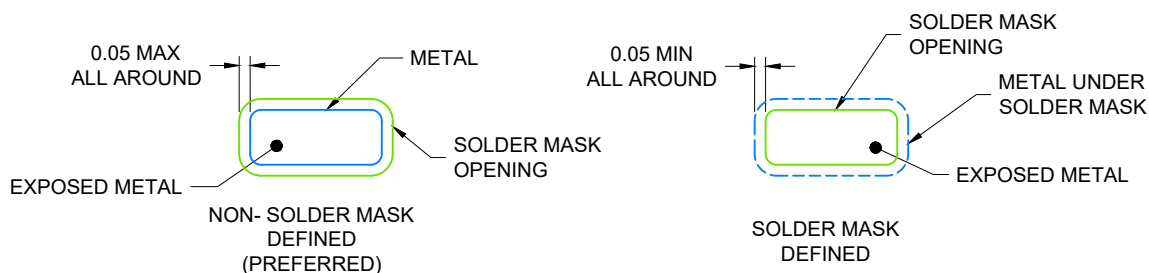 0.05 MAX
ALL AROUND
METAL
SOLDER MASK
OPENING
EXPOSED METAL
NON- SOLDER MASK
DEFINED
(PREFERRED)
SOLDER MASK
OPENING
0.05 MIN
ALL AROUND
METAL UNDER
SOLDER MASK
EXPOSED METAL
SOLDER MASK
DEFINED